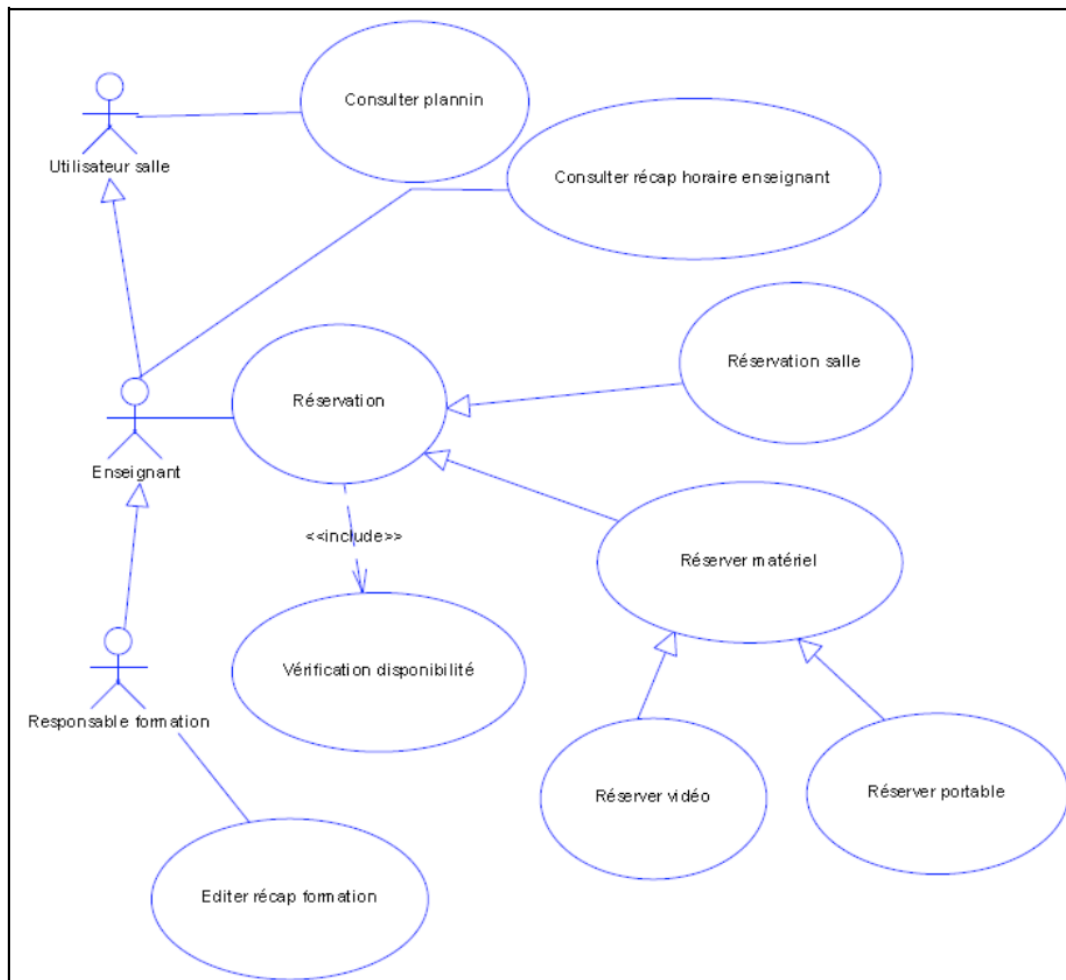 Consulter plannin
Utilisateur salle
Consulter récap horaire enseignant
Réservation salle
Réservation
Enseignant
<<include>>
Réserver matériel
Vérification disponibilité
Responsable formation
Réserver vidéo
Réserver portable
Editer récap formation